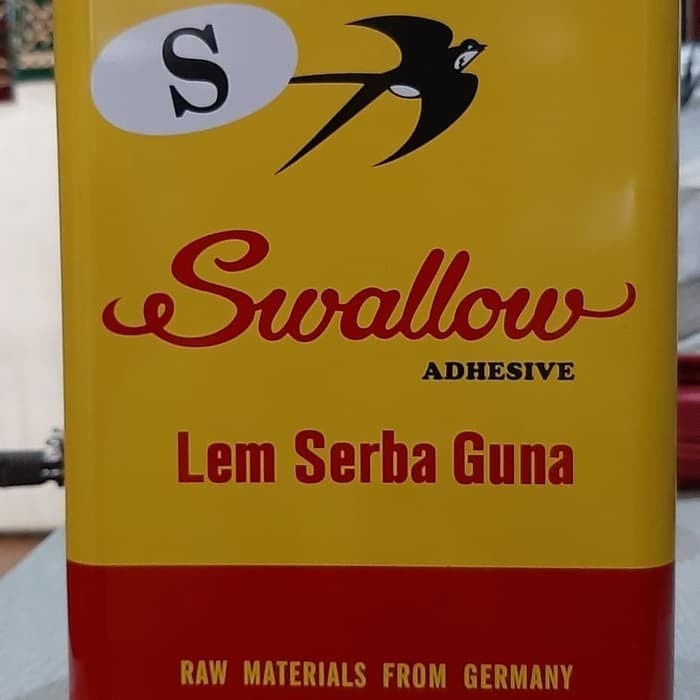 S
Swallow
ADHESIVE
Lem Serba Guna
RAW MATERIALS FROM GERMANY